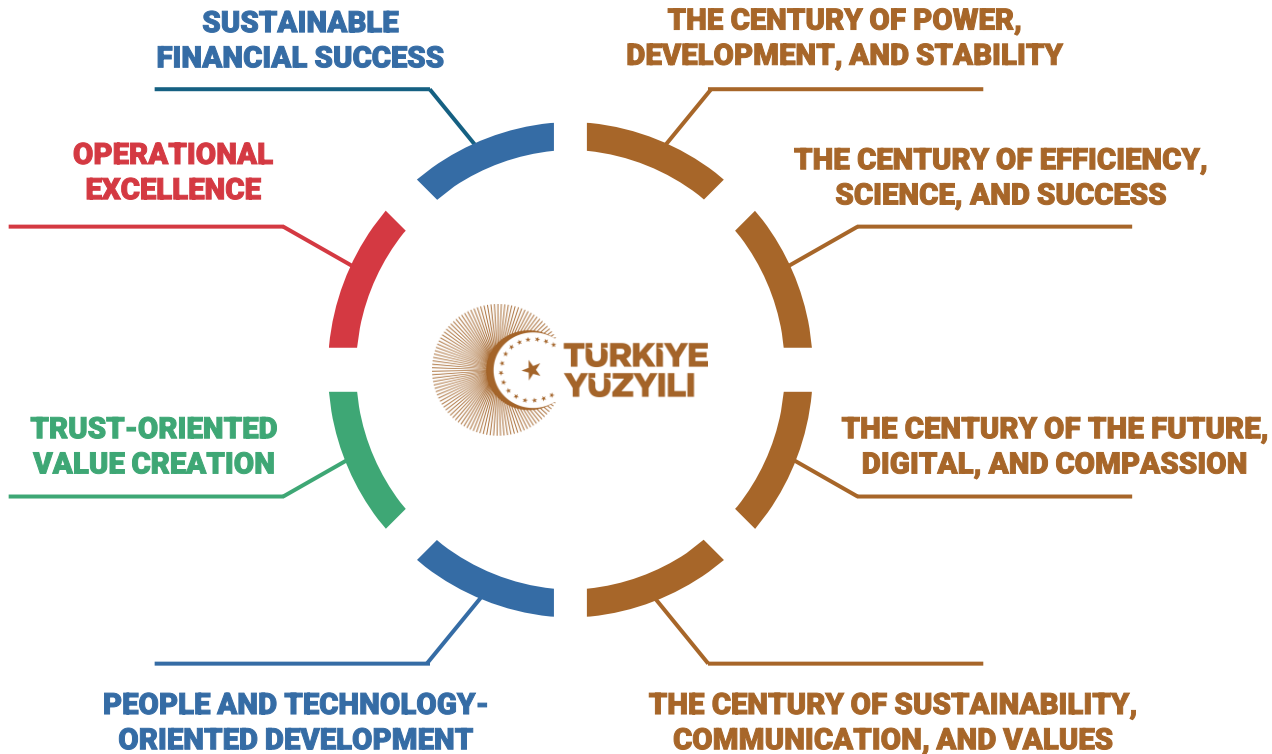 SUSTAINABLE
FINANCIAL SUCCESS
THE CENTURY OF POWER,
DEVELOPMENT, AND STABILITY
OPERATIONAL
EXCELLENCE
THE CENTURY OF EFFICIENCY,
SCIENCE, AND SUCCESS
TÜRKİYE
YÜZYILI
TRUST-ORIENTED
VALUE CREATION
THE CENTURY OF THE FUTURE,
DIGITAL, AND COMPASSION
PEOPLE AND TECHNOLOGY-
ORIENTED DEVELOPMENT
THE CENTURY OF SUSTAINABILITY,
COMMUNICATION, AND VALUES